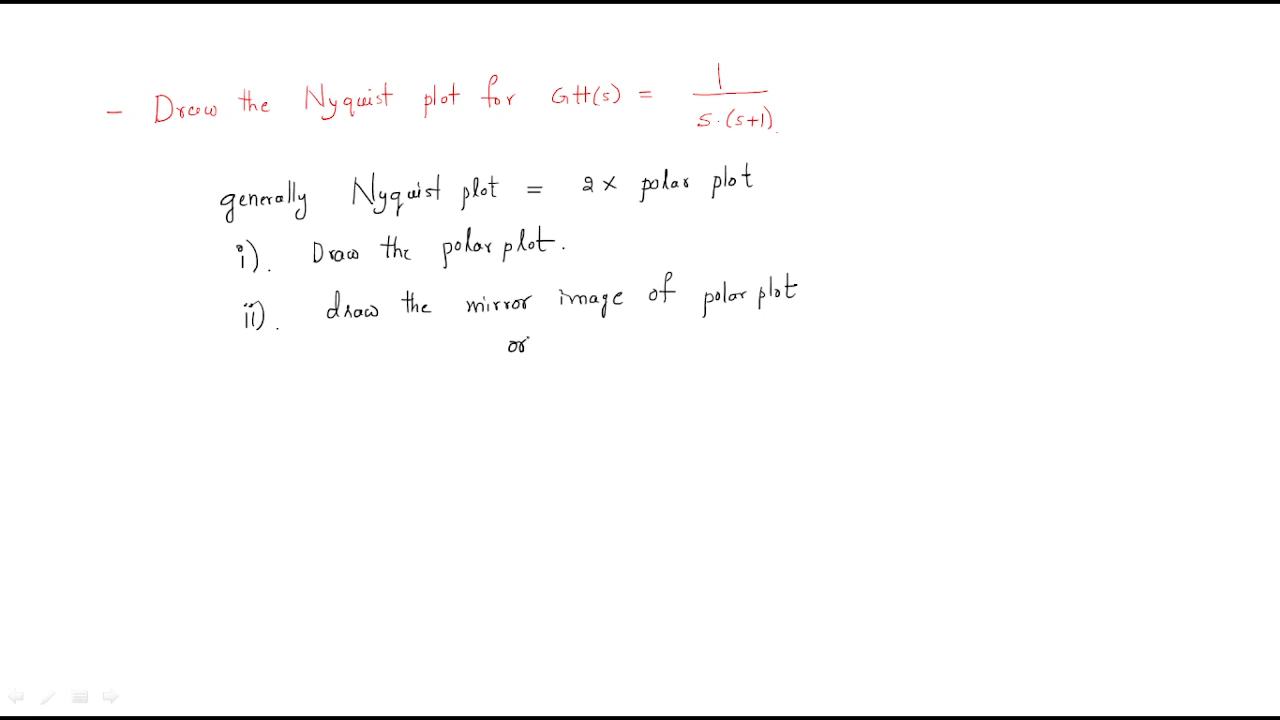 - Draw the Nyquist plot for GH(s) = 1 / s.(s+1).
generally Nyquist plot = 2 x polar plot
i). Draw the polar plot.
ii). draw the mirror image of polar plot
or